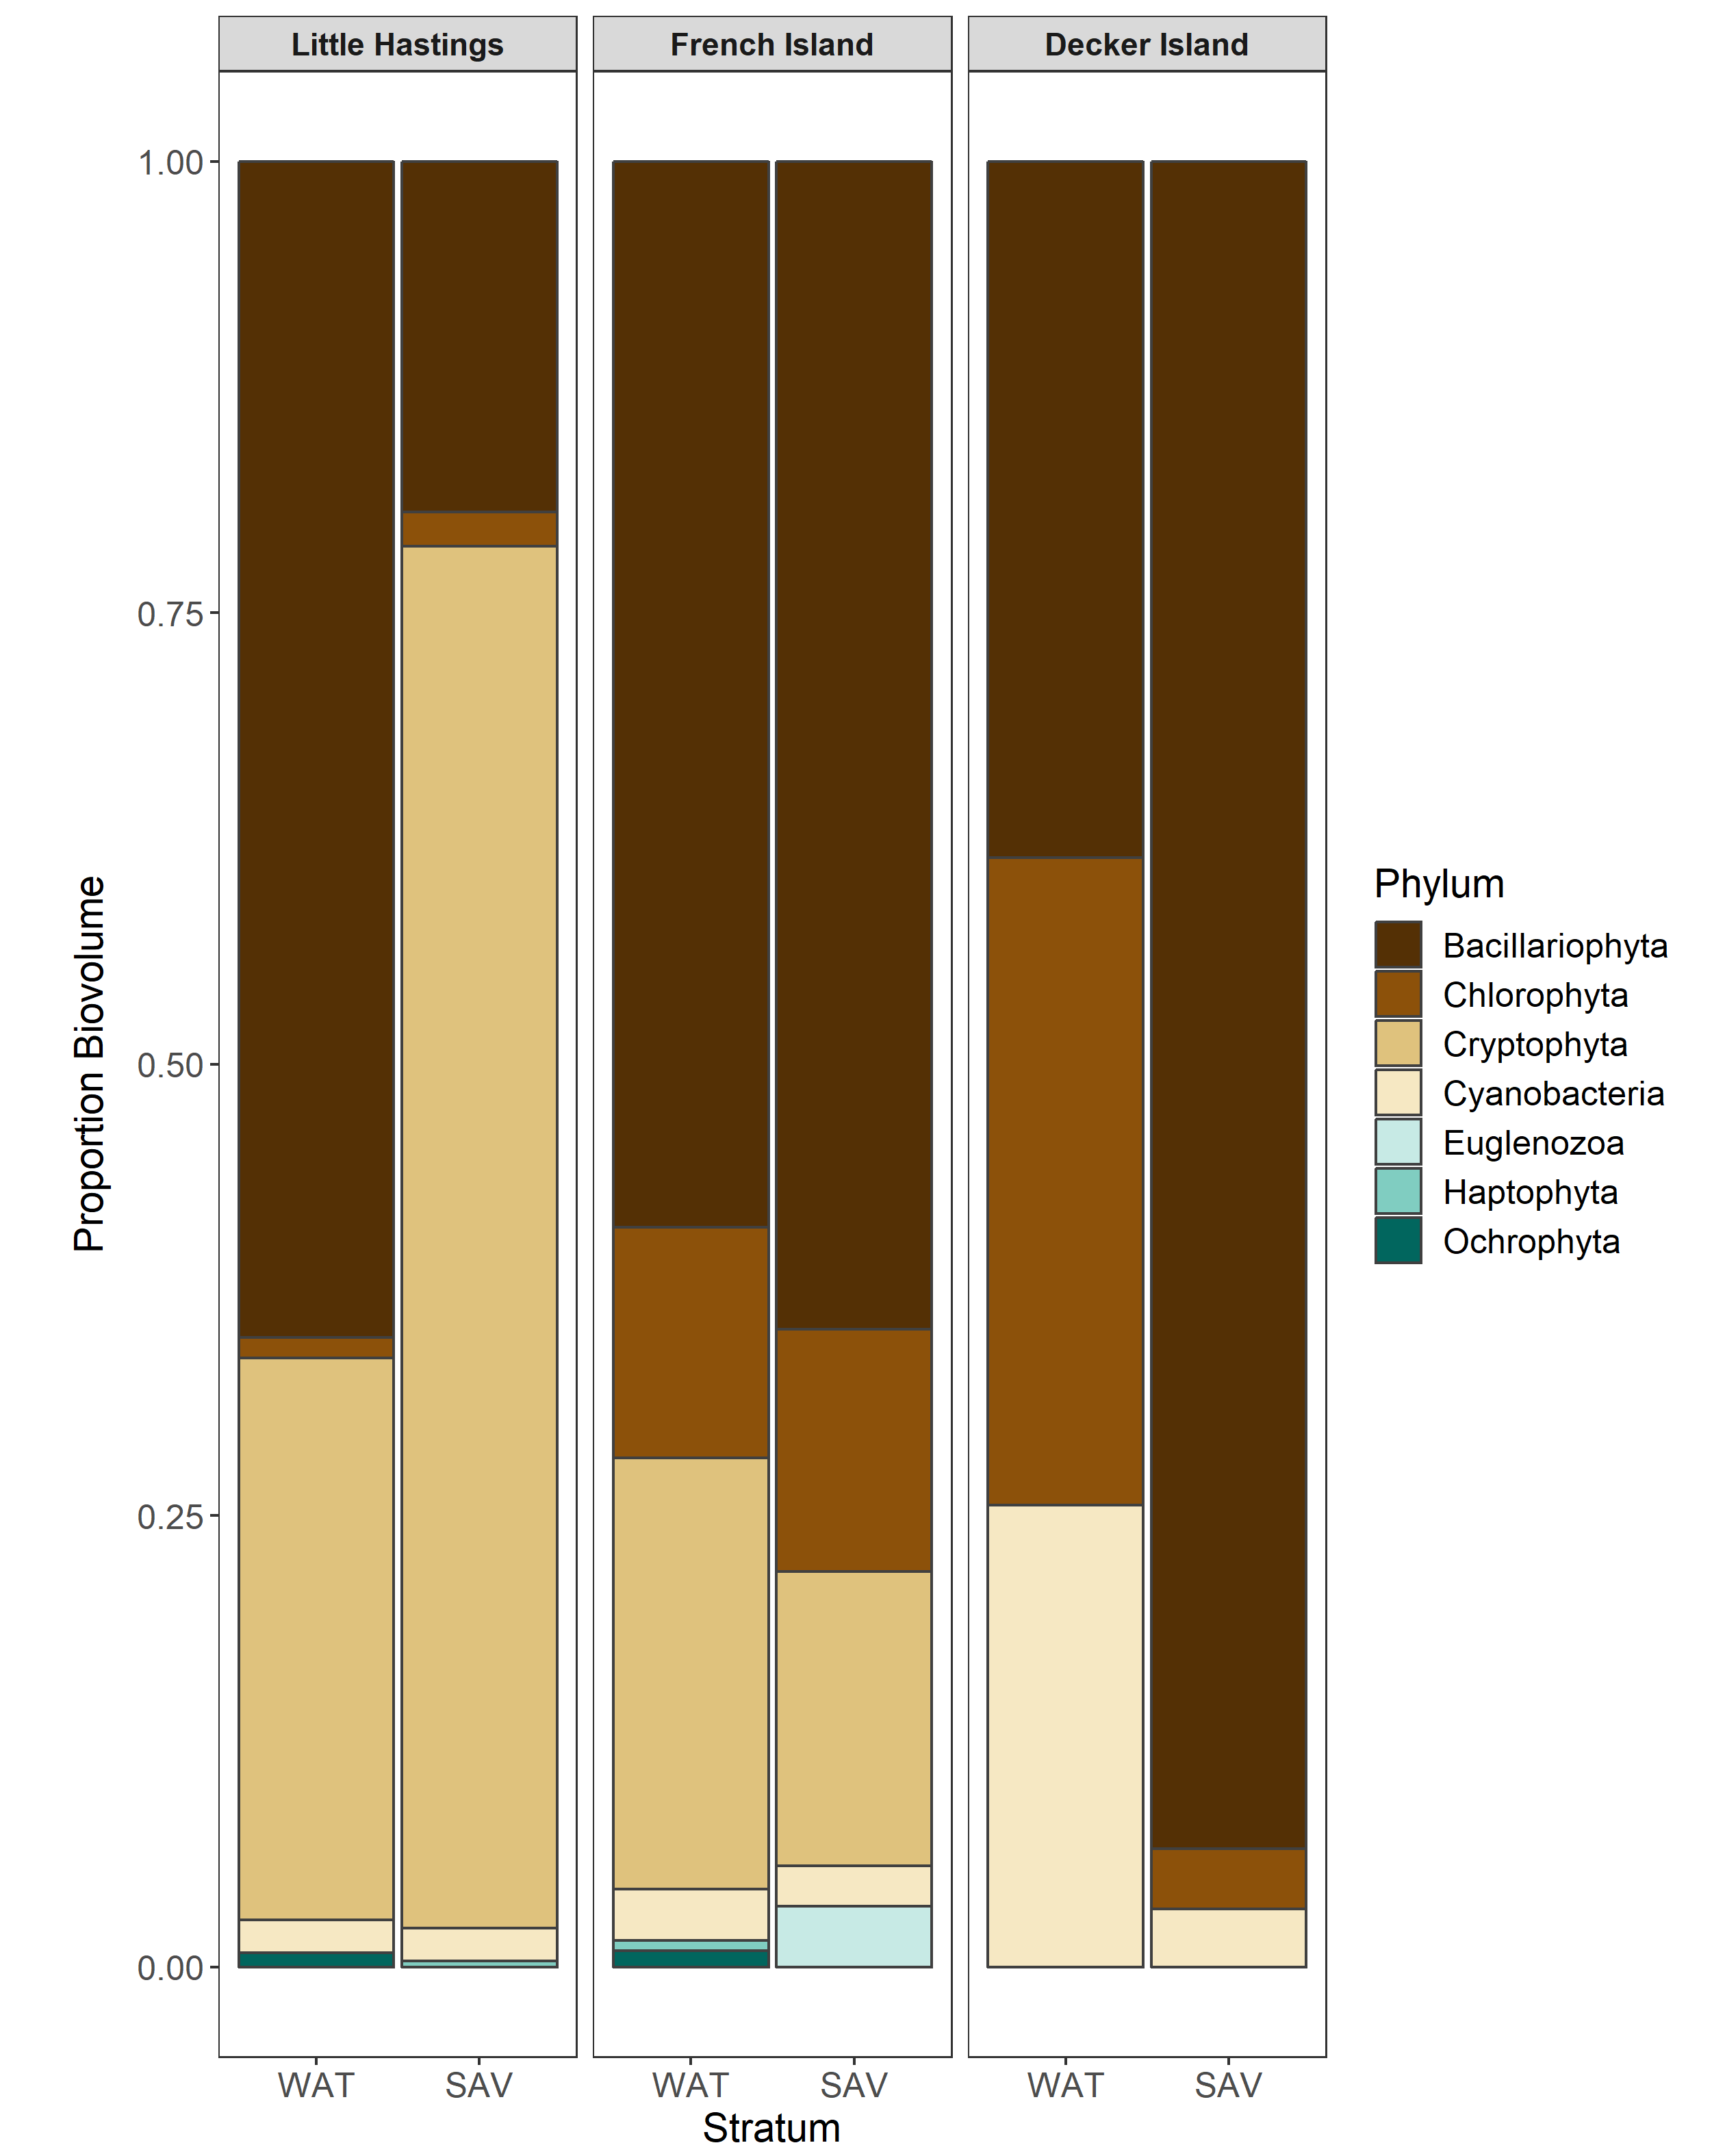 Little Hastings
French Island
Decker Island
1.00
0.75
0.50
0.25
0.00
Proportion Biovolume
WAT SAV
WAT SAV
WAT SAV
Stratum
Phylum
Bacillariophyta
Chlorophyta
Cryptophyta
Cyanobacteria
Euglenozoa
Haptophyta
Ochrophyta